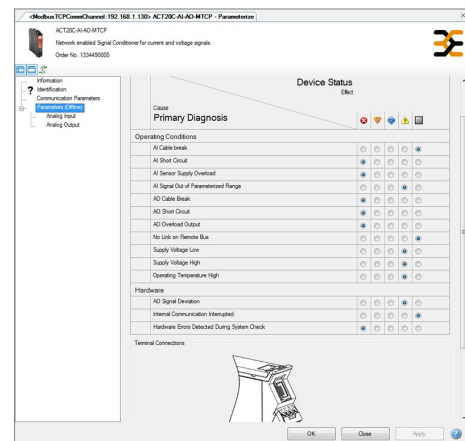 <ModbusTCPCommChannel:192.168.1.130> ACT20C-AI-AO-MTCP - Parameterize
ACT20C-AI-AO-MTCP
Network enabled Signal Conditioner for current and voltage signals.
Order No. 1334490000
Information
Identification
Communication Parameters
Parameters (Offline)
Analog Input
Analog Output
Device Status
Effect
Cause
Primary Diagnosis
Operating Conditions
AI Cable break
AI Short Circuit
AI Sensor Supply Overload
AI Signal Out of Parameterized Range
AO Cable Break
AO Short Circuit
AO Overload Output
No Link on Remote Bus
Supply Voltage Low
Supply Voltage High
Operating Temperature High
Hardware
AO Signal Deviation
Internal Communication Interrupted
Hardware Errors Detected During System Check
Terminal Connections
OK
Close
Apply